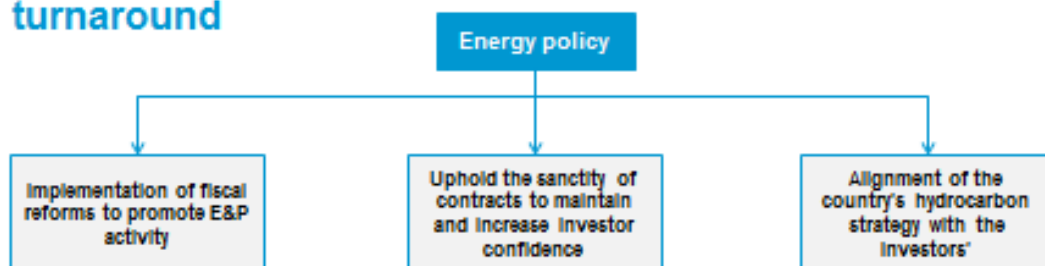 turnaround
Energy policy
Implementation of fiscal
reforms to promote E&P
activity
Uphold the sanctity of
contracts to maintain
and increase investor
confidence
Alignment of the
country's hydrocarbon
strategy with the
investors'